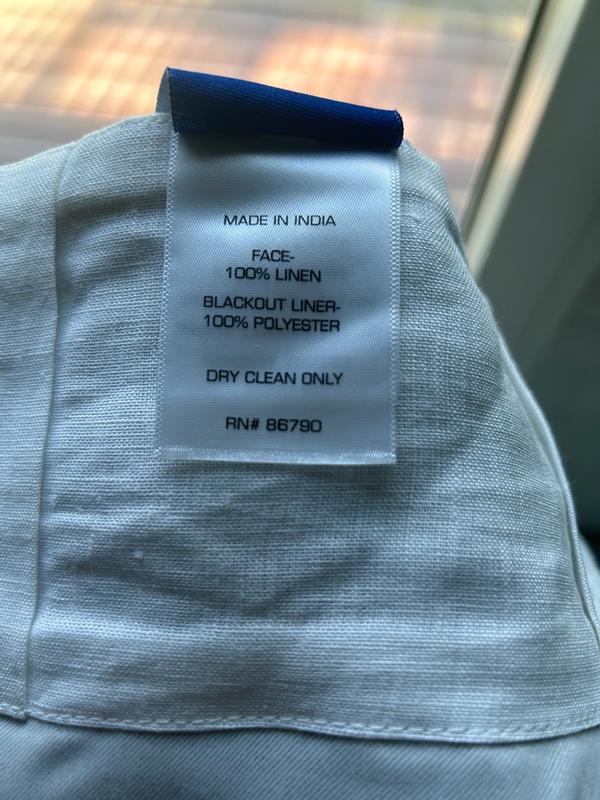 MADE IN INDIA
FACE-
100% LINEN
BLACKOUT LINER-
100% POLYESTER
DRY CLEAN ONLY
RN# 86790